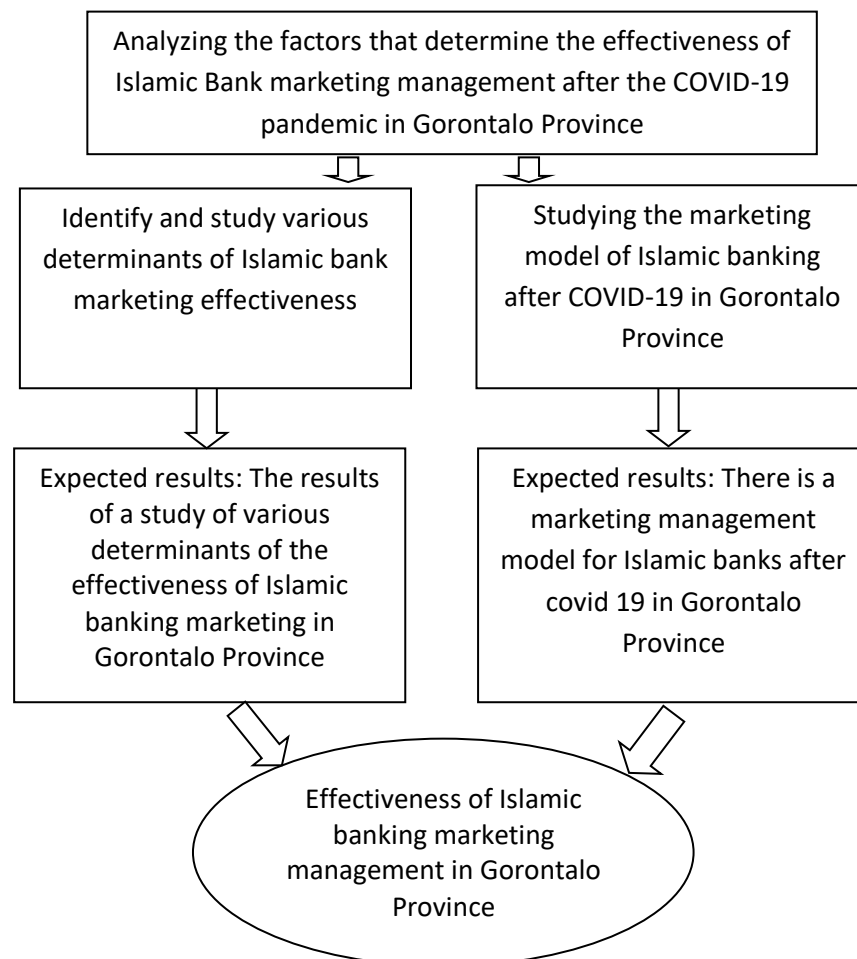 Analyzing the factors that determine the effectiveness of
Islamic Bank marketing management after the COVID-19
pandemic in Gorontalo Province
Identify and study various
determinants of Islamic bank
marketing effectiveness
Studying the marketing
model of Islamic banking
after COVID-19 in Gorontalo
Province
Expected results: The results
of a study of various
determinants of the
effectiveness of Islamic
banking marketing in
Gorontalo Province
Expected results: There is a
marketing management
model for Islamic banks after
covid 19 in Gorontalo
Province
Effectiveness of Islamic
banking marketing
management in Gorontalo
Province